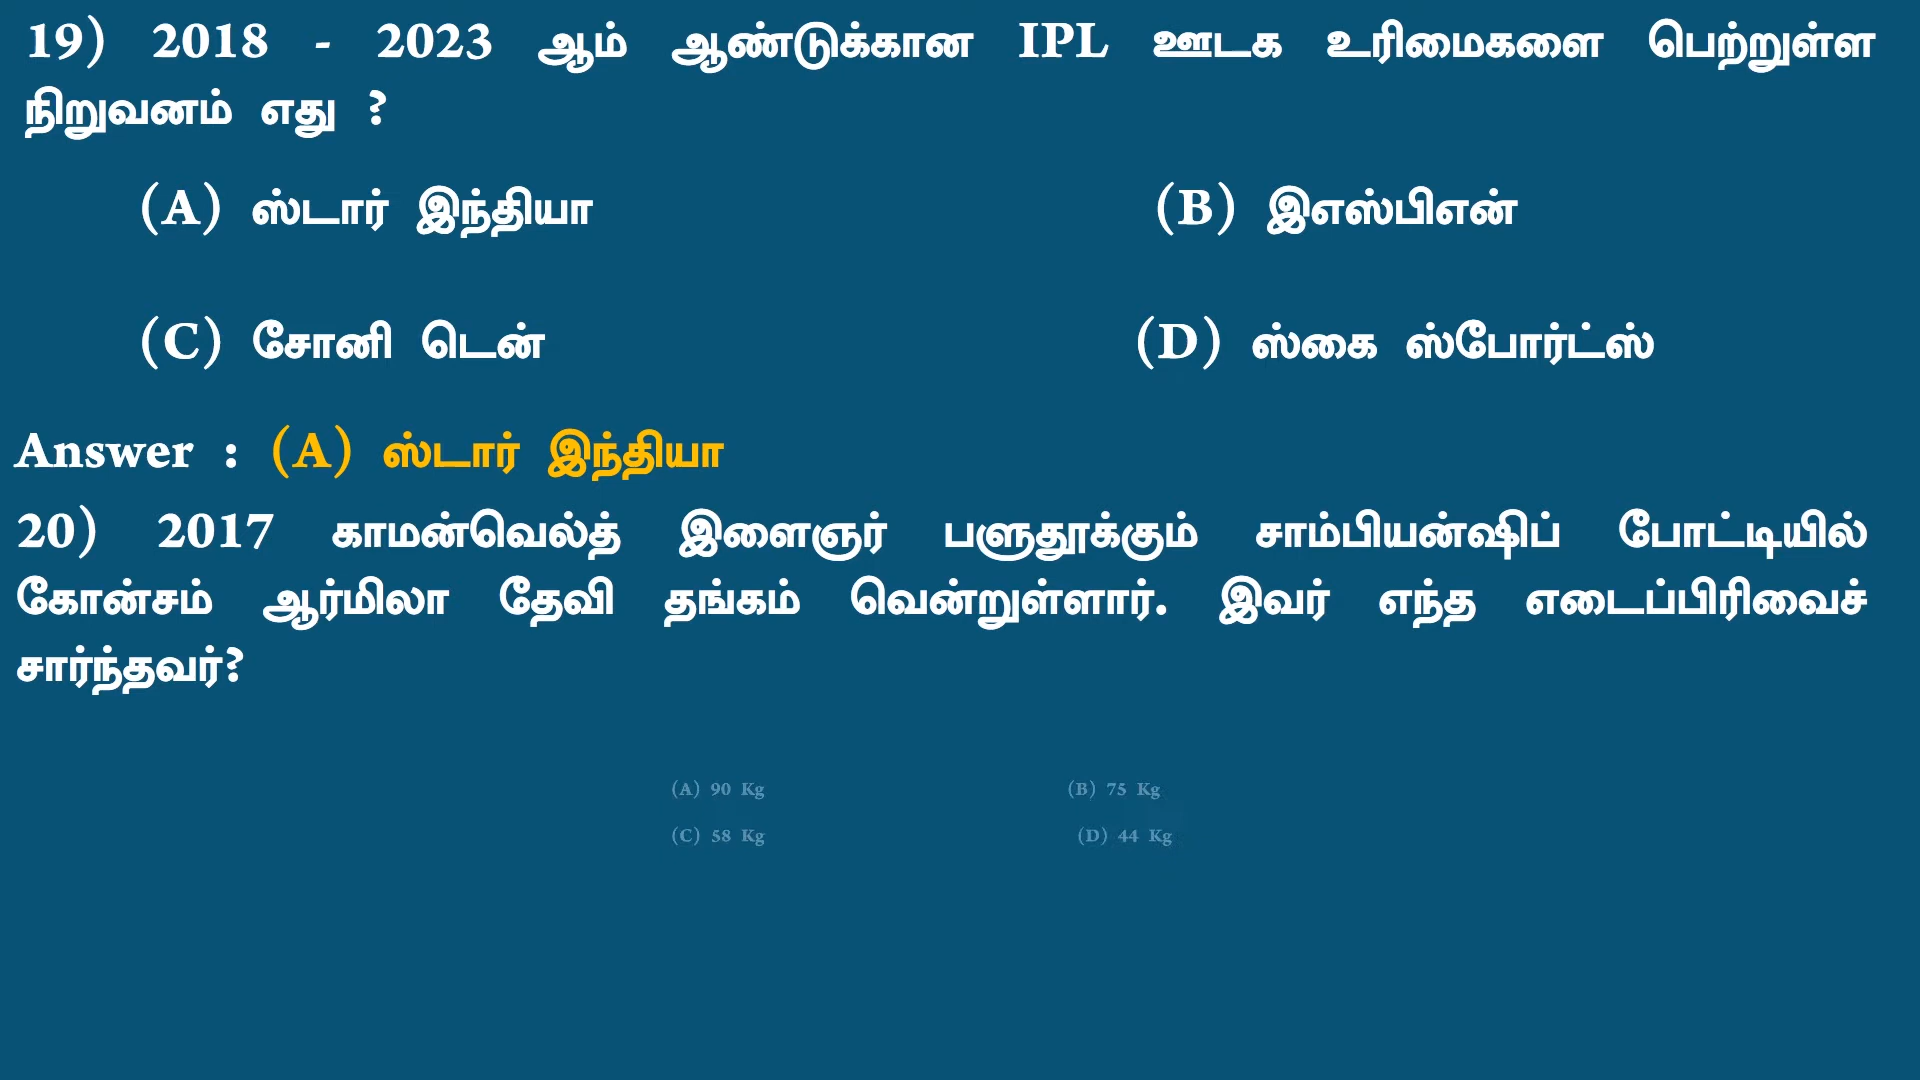 19) 2018 - 2023 ஆம் ஆண்டுக்கான IPL ஊடக உரிமைகளை பெற்றுள்ள
நிறுவனம் எது ?
(A) ஸ்டார் இந்தியா (B) இஎஸ்பிஎன்
(C) சோனி டென் (D) ஸ்கை ஸ்போர்ட்ஸ்
Answer : (A) ஸ்டார் இந்தியா
20) 2017 காமன்வெல்த் இளைஞர் பளுதூக்கும் சாம்பியன்ஷிப் போட்டியில்
கோன்சம் ஆர்மிலா தேவி தங்கம் வென்றுள்ளார். இவர் எந்த எடைப்பிரிவைச்
சார்ந்தவர்?
(A) 90 Kg (B) 75 Kg
(C) 58 Kg (D) 44 Kg